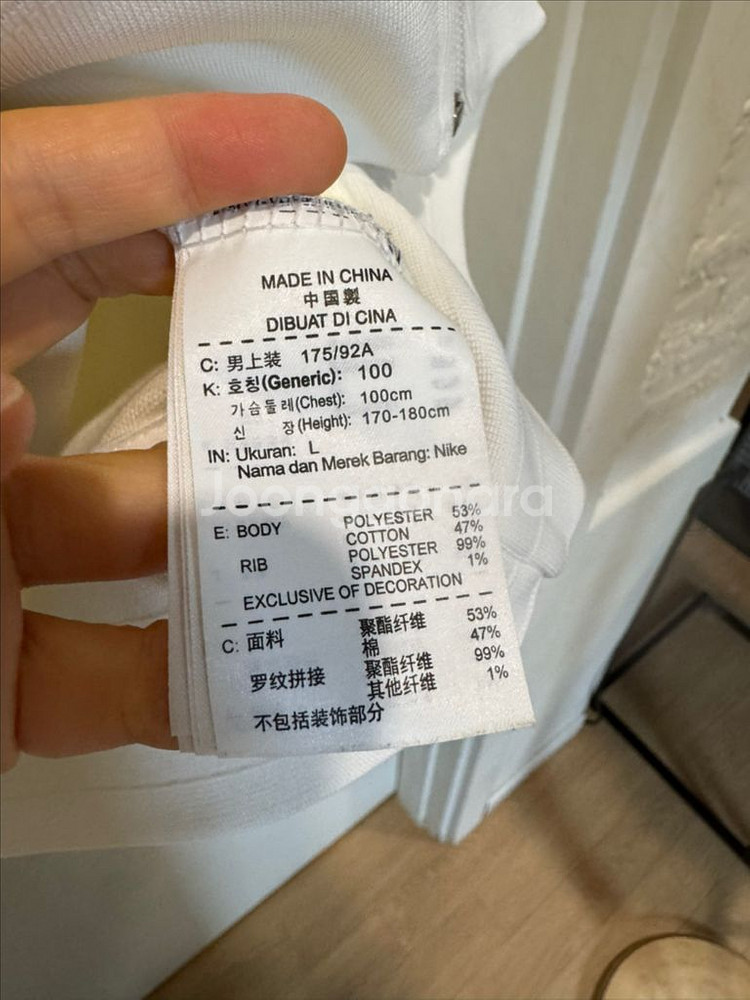 MADE IN CHINA
中国製
DIBUAT DI CINA
C: 男上装 175/92A
K: 호칭(Generic): 100
가슴둘레(Chest): 100cm
신 장(Height): 170-180cm
IN: Ukuran: L
Nama dan Merek Barang: Nike
Joonggonara
E: BODY POLYESTER 53%
COTTON 47%
RIB POLYESTER 99%
SPANDEX 1%
EXCLUSIVE OF DECORATION
C: 面料 聚酯纤维 53%
棉 47%
罗纹拼接 聚酯纤维 99%
其他纤维 1%
不包括装饰部分